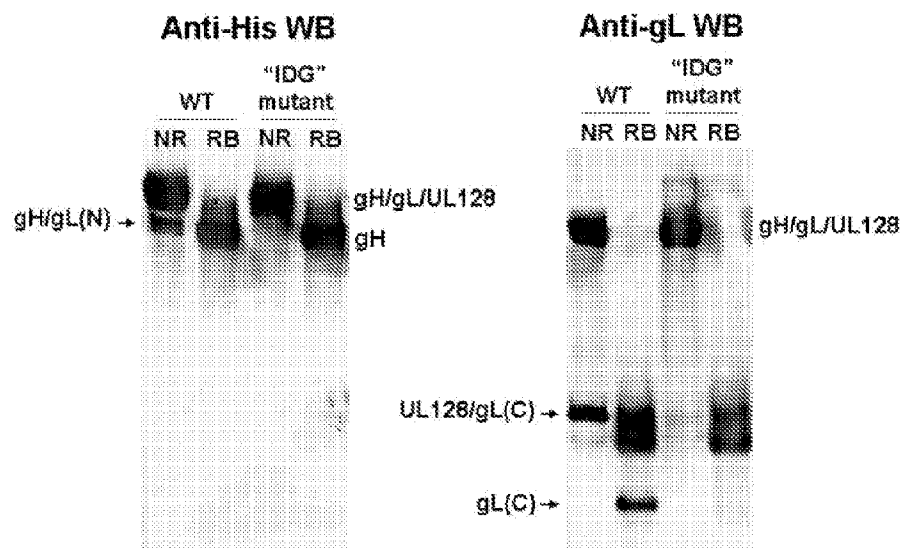 Anti-His WB
WT
"IDG"
mutant
NR RB NR RB
gH/gL(N)→
gH/gL/UL128
gH
Anti-gL WB
WT
"IDG"
mutant
NR RB NR RB
gH/gL/UL128
UL128/gL(C)→
gL(C)→